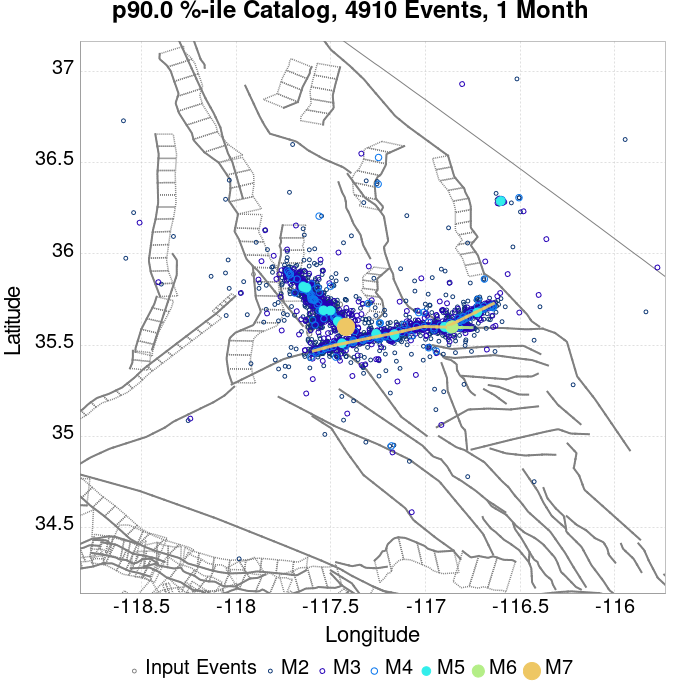 p90.0 %-ile Catalog, 4910 Events, 1 Month
37
36.5
36
35.5
35
34.5
Latitude
-118.5 -118 -117.5 -117 -116.5 -116
Longitude
Input Events M2 M3 M4 M5 M6 M7